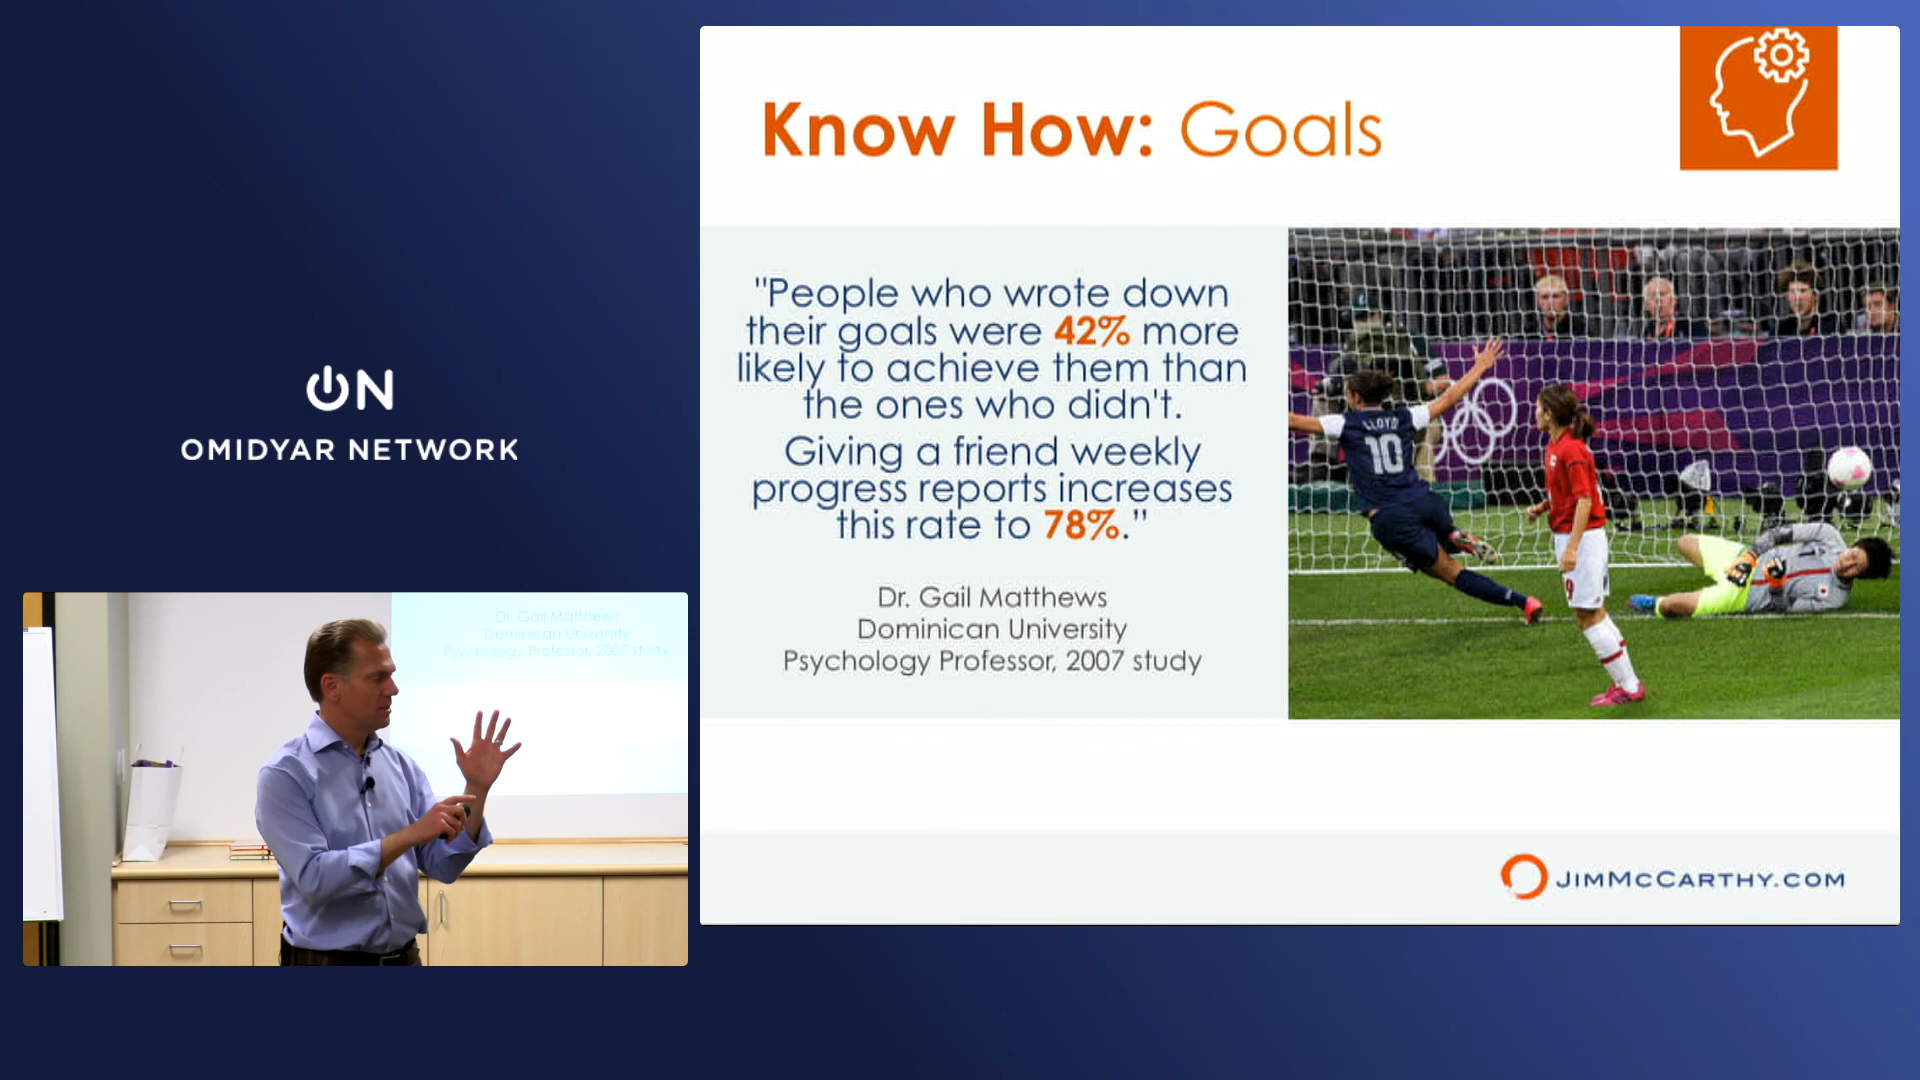 Know How: Goals
"People who wrote down
their goals were 42% more
likely to achieve them than
the ones who didn't.
Giving a friend weekly
progress reports increases
this rate to 78%.”
Dr. Gail Matthews
Dominican University
Psychology Professor, 2007 study
LLOYD
10
9
JIMMCCARTHY.COM
ON
OMIDYAR NETWORK
Dr. Gail Matthews
Dominican University
Psychology Professor, 2007 study